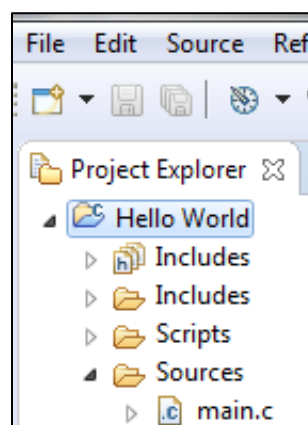 File Edit Source Ref
Project Explorer
Hello World
Includes
Includes
Scripts
Sources
main.c